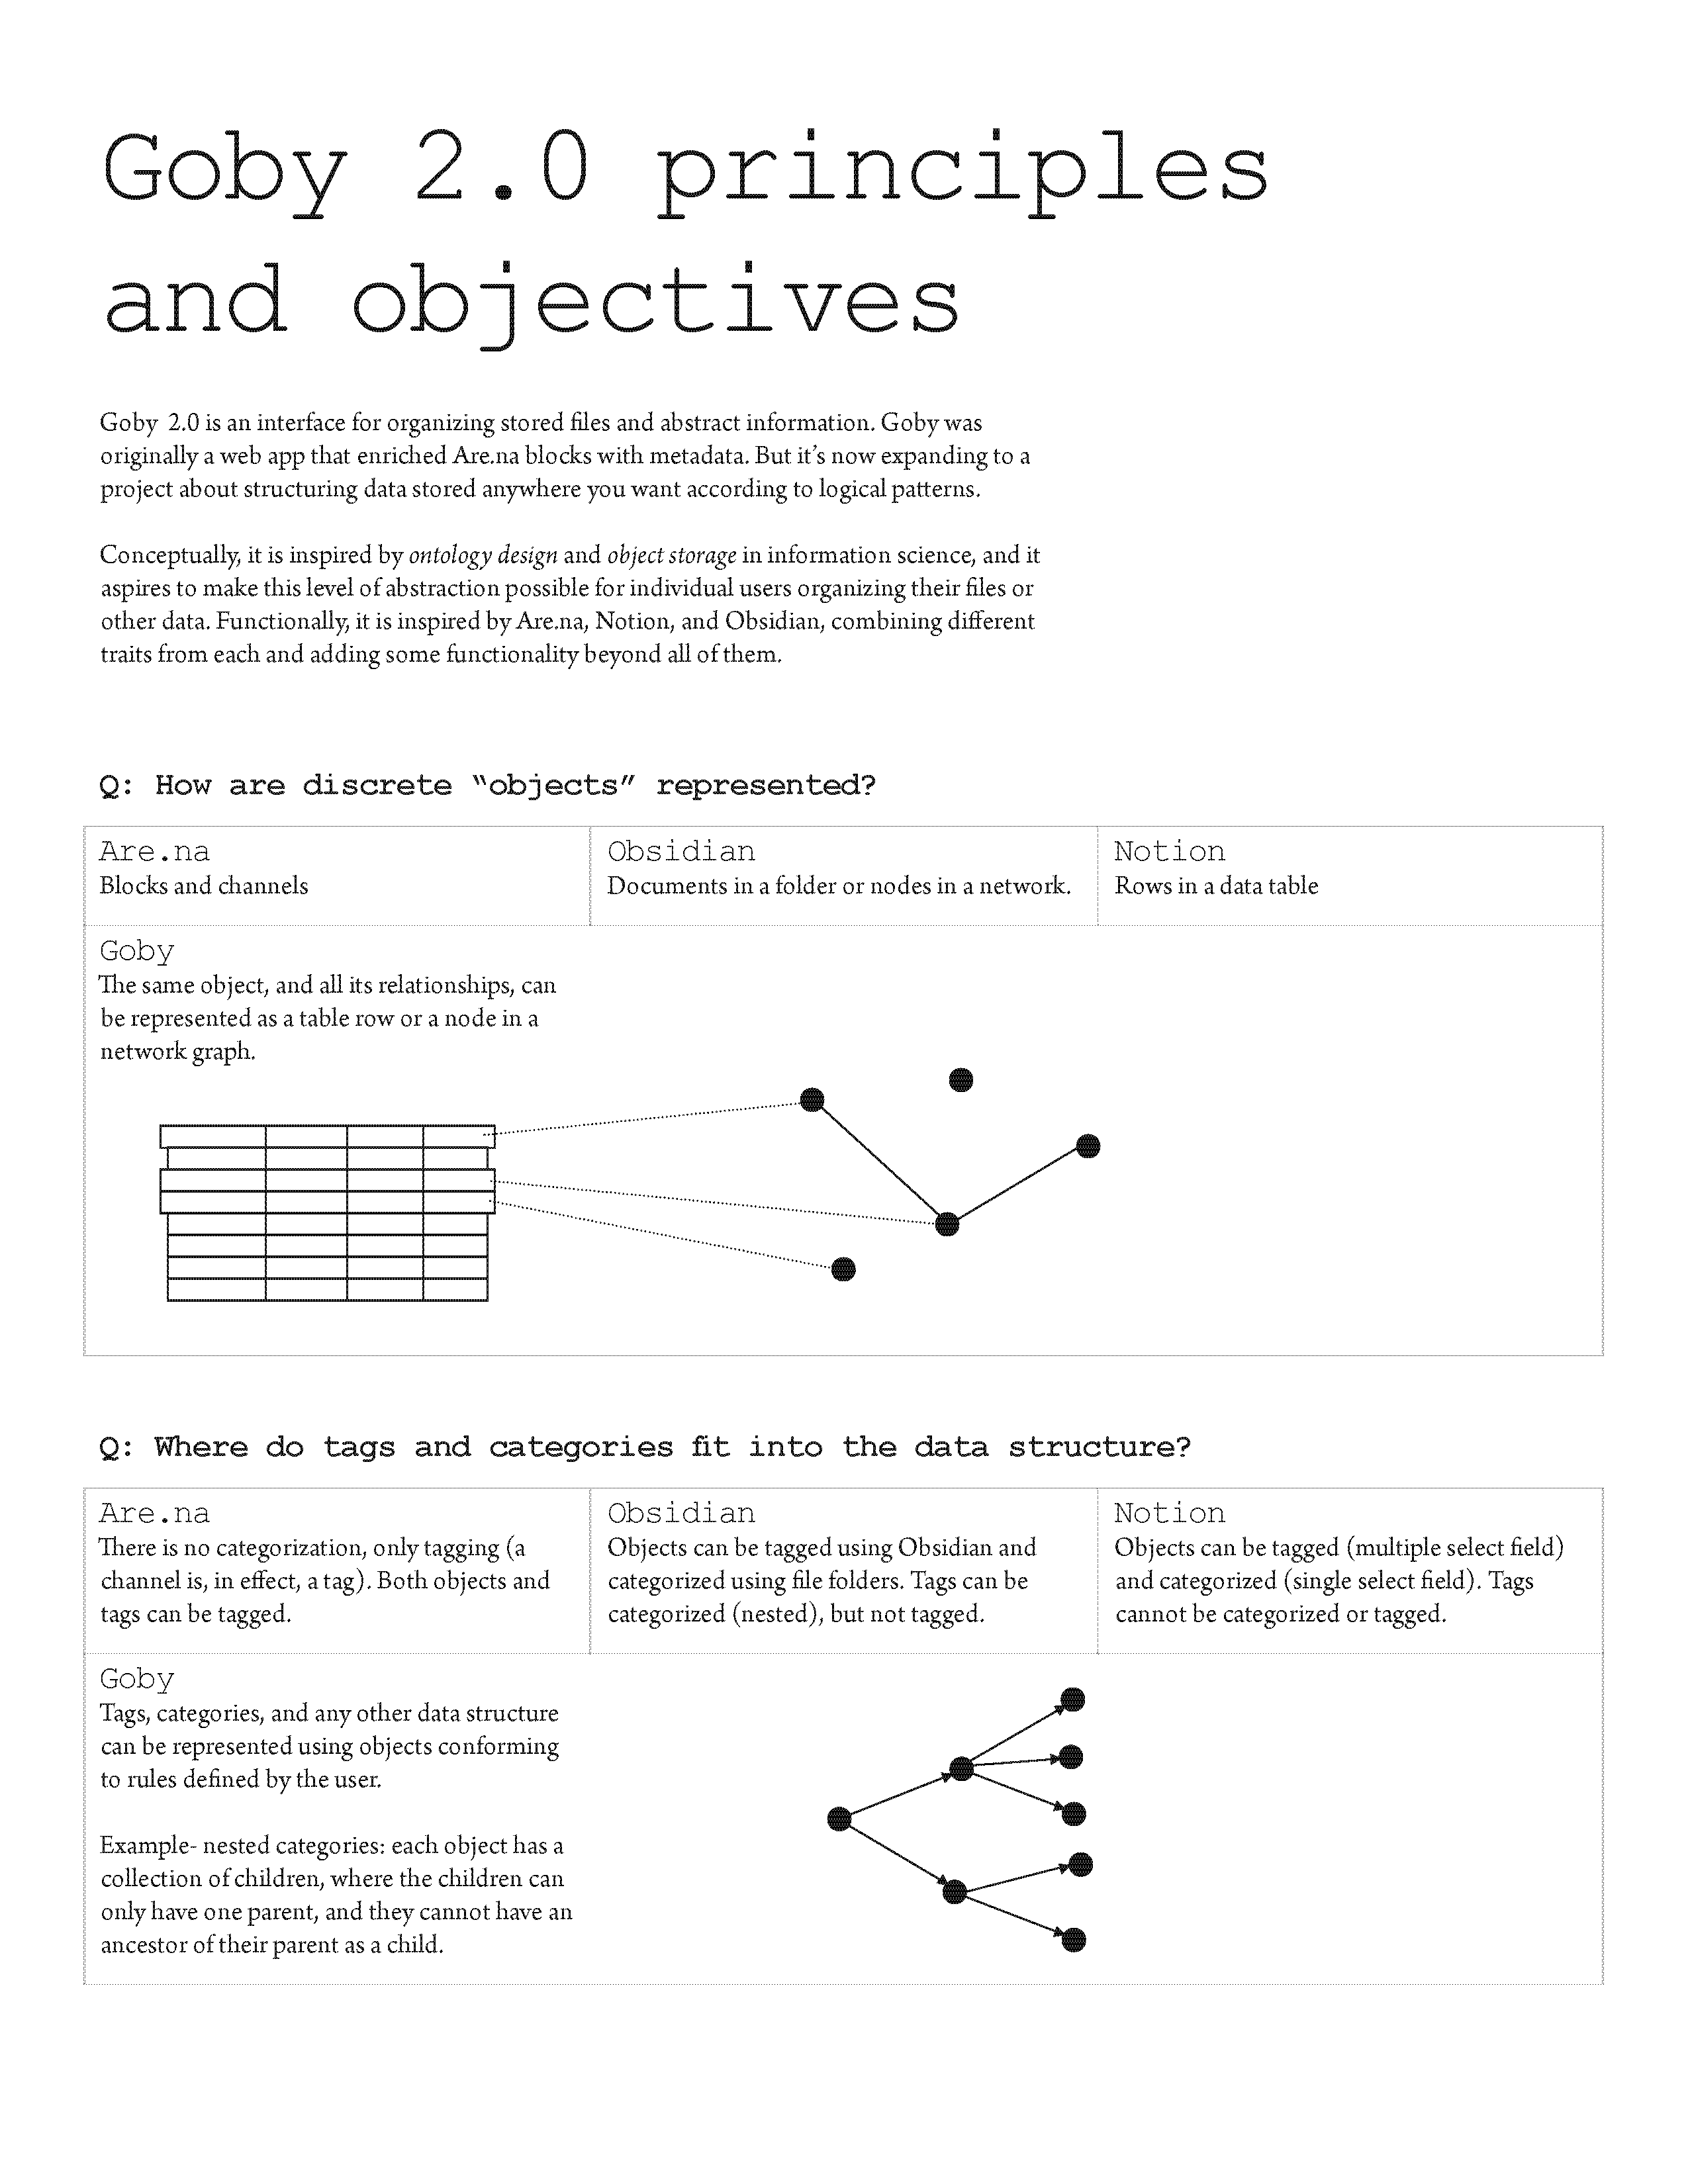 Goby 2.0 principles
and objectives
Goby 2.0 is an interface for organizing stored files and abstract information. Goby was
originally a web app that enriched Are.na blocks with metadata. But it’s now expanding to a
project about structuring data stored anywhere you want according to logical patterns.
Conceptually, it is inspired by ontology design and object storage in information science, and it
aspires to make this level of abstraction possible for individual users organizing their files or
other data. Functionally, it is inspired by Are.na, Notion, and Obsidian, combining different
traits from each and adding some functionality beyond all of them.
Q: How are discrete “objects” represented?
Are.na
Blocks and channels
Obsidian
Documents in a folder or nodes in a network.
Notion
Rows in a data table
Goby
The same object, and all its relationships, can
be represented as a table row or a node in a
network graph.
Q: Where do tags and categories fit into the data structure?
Are.na
There is no categorization, only tagging (a
channel is, in effect, a tag). Both objects and
tags can be tagged.
Obsidian
Objects can be tagged using Obsidian and
categorized using file folders. Tags can be
categorized (nested), but not tagged.
Notion
Objects can be tagged (multiple select field)
and categorized (single select field). Tags
cannot be categorized or tagged.
Goby
Tags, categories, and any other data structure
can be represented using objects conforming
to rules defined by the user.
Example- nested categories: each object has a
collection of children, where the children can
only have one parent, and they cannot have an
ancestor of their parent as a child.